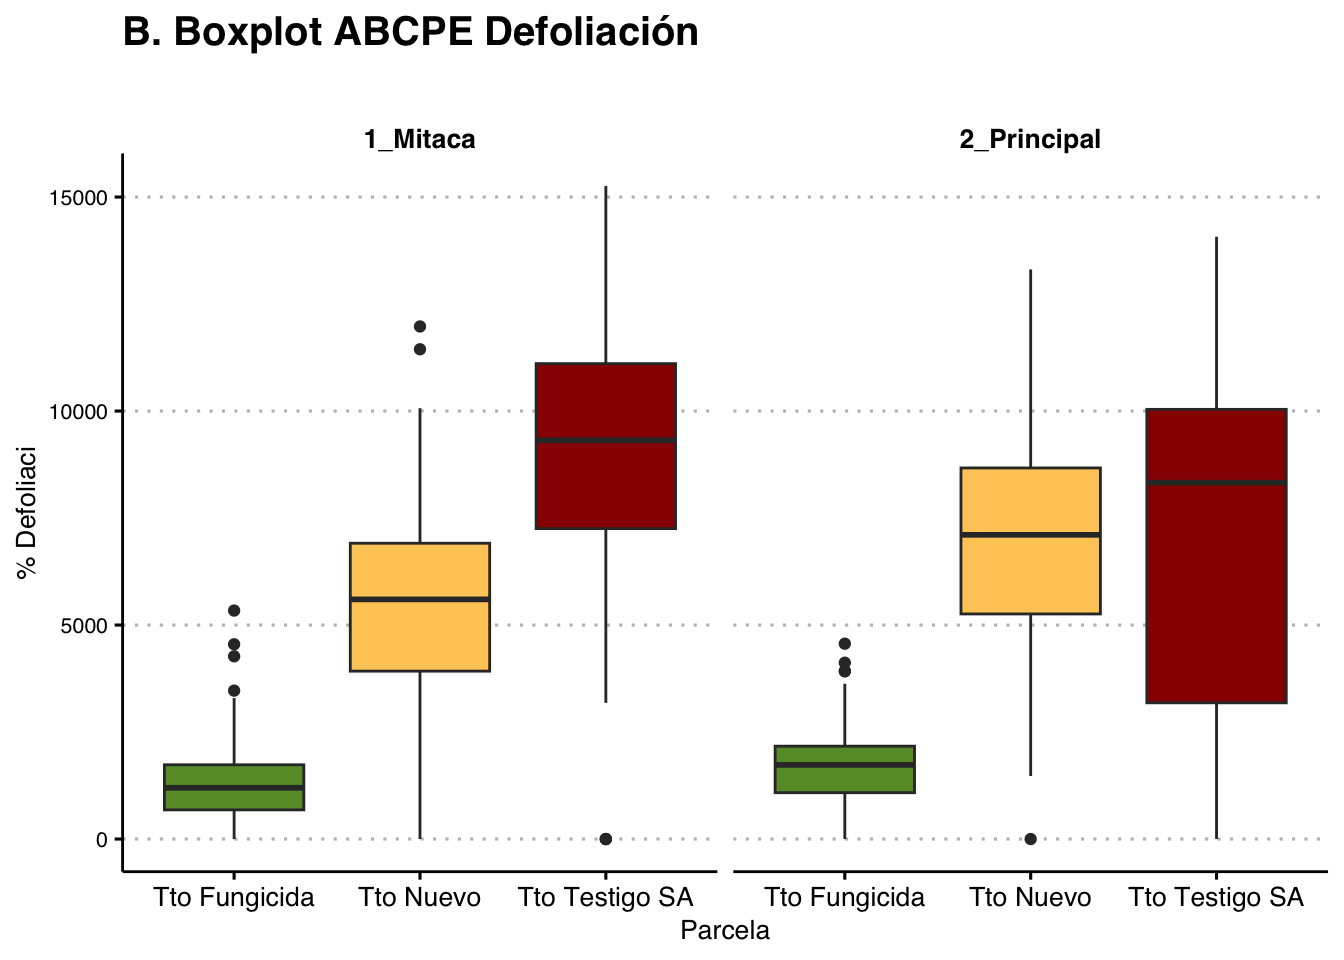 B. Boxplot ABCPE Defoliación
1_Mitaca
2_Principal
15000
10000
5000
0
% Defoliaci
Tto Fungicida
Tto Nuevo
Tto Testigo SA
Tto Fungicida
Tto Nuevo
Tto Testigo SA
Parcela